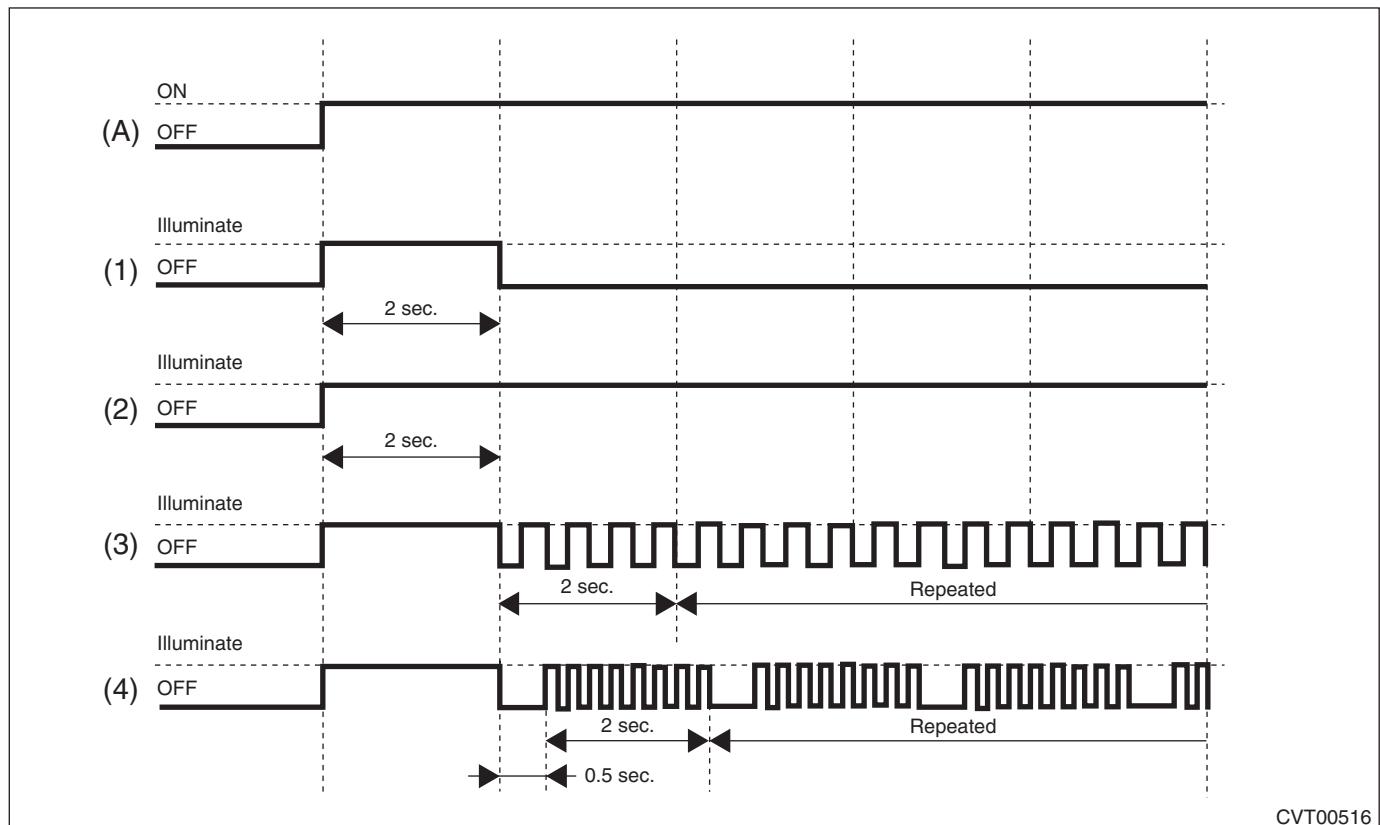 ON
(A) OFF
Illuminate
(1) OFF
2 sec.
Illuminate
(2) OFF
2 sec.
Illuminate
(3) OFF
2 sec. Repeated
Illuminate
(4) OFF
2 sec. Repeated
0.5 sec.
CVT00516